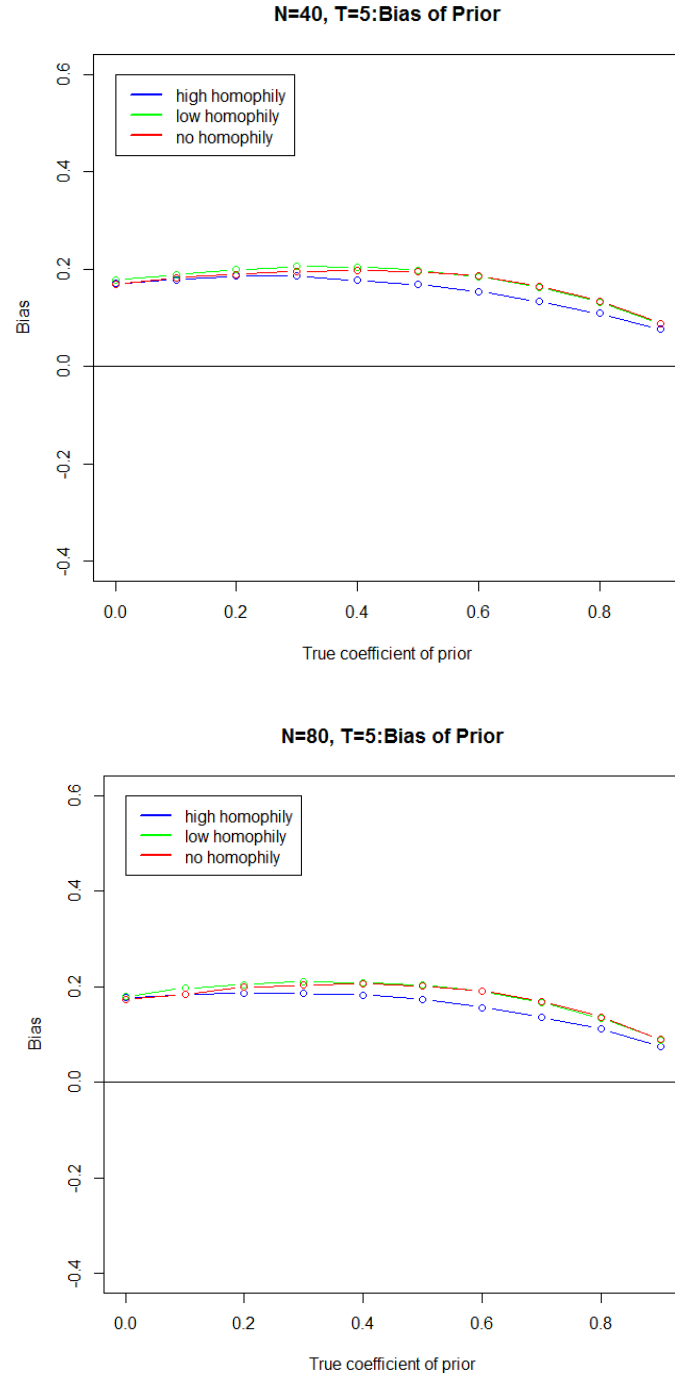 N=40, T=5:Bias of Prior
high homophily
low homophily
no homophily
0.6
0.4
0.2
0.0
-0.2
-0.4
Bias
0.0 0.2 0.4 0.6 0.8
True coefficient of prior
N=80, T=5:Bias of Prior
high homophily
low homophily
no homophily
0.6
0.4
0.2
0.0
-0.2
-0.4
Bias
0.0 0.2 0.4 0.6 0.8
True coefficient of prior